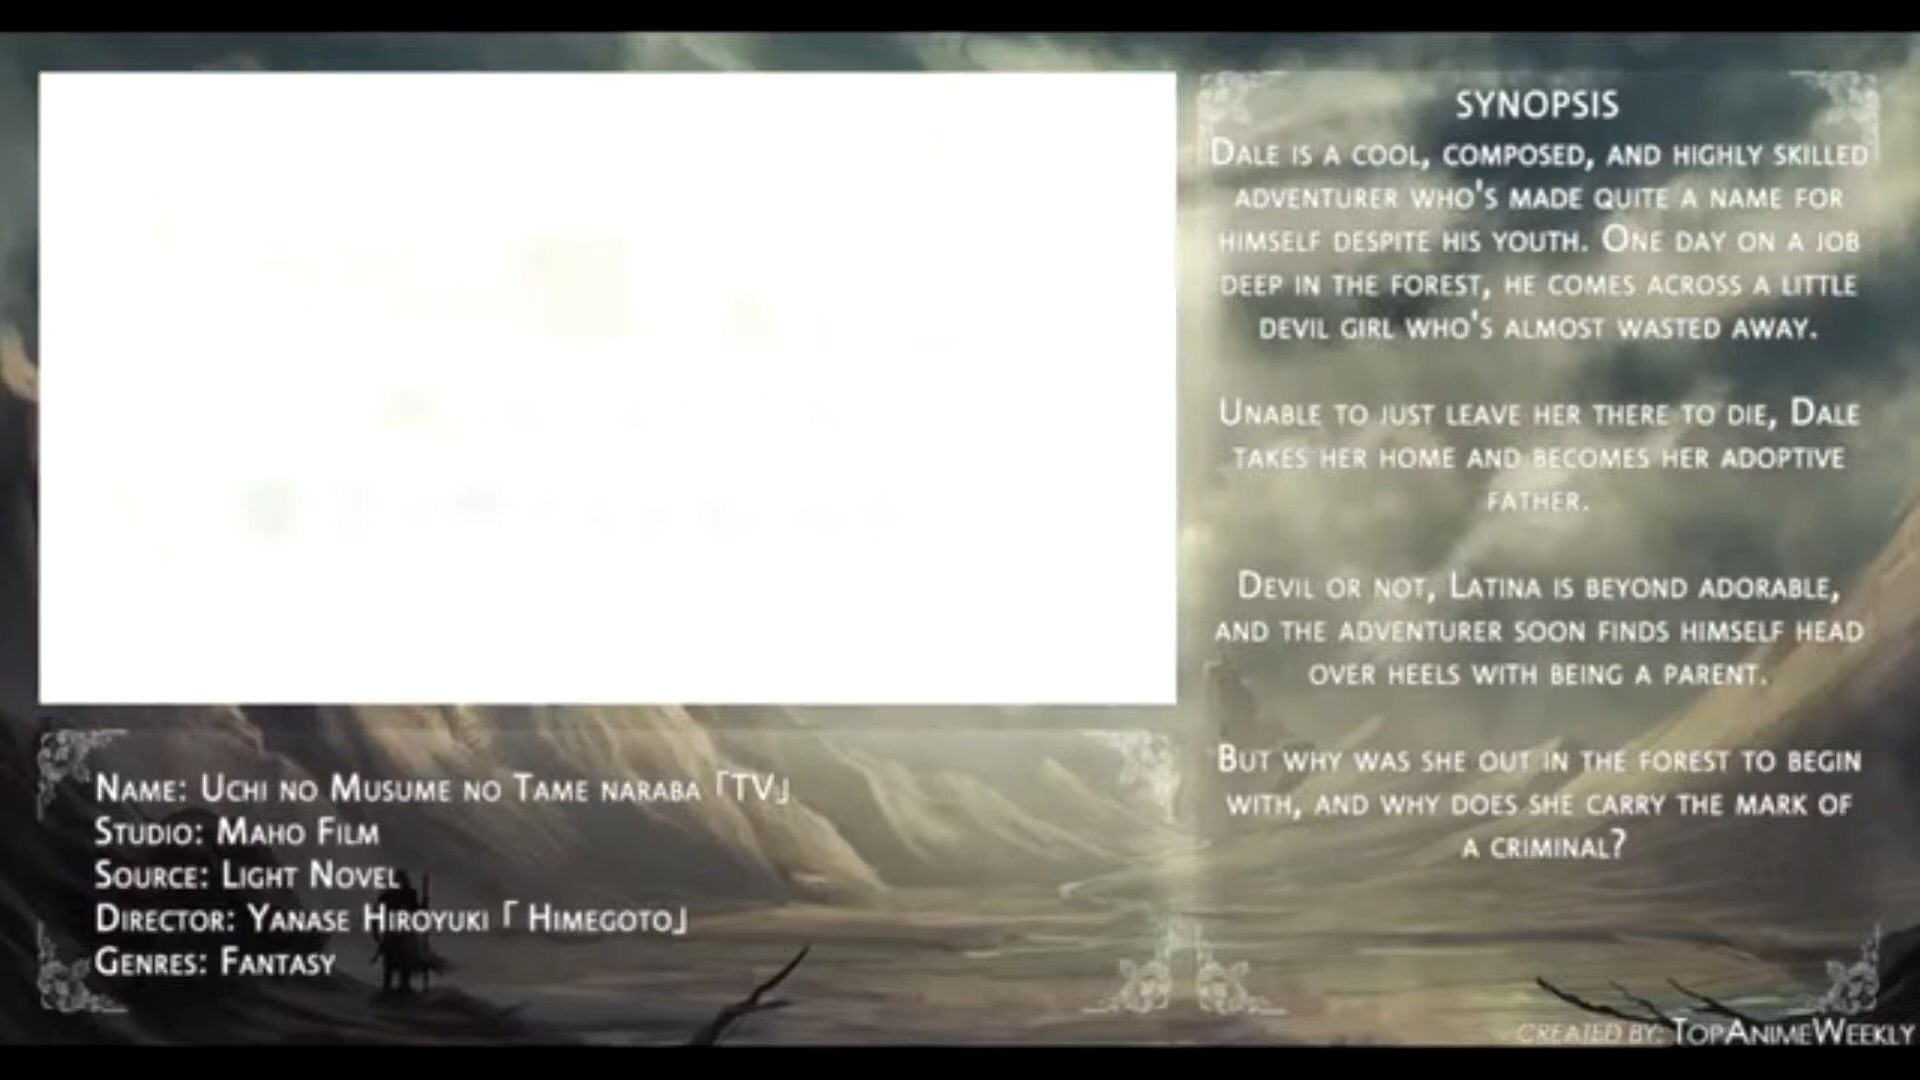 SYNOPSIS
Dale is a cool, composed, and highly skilled
adventurer who's made quite a name for
himself despite his youth. One day on a job
deep in the forest, he comes across a little
devil girl who's almost wasted away.
Unable to just leave her there to die, Dale
takes her home and becomes her adoptive
father.
Devil or not, Latina is beyond adorable,
and the adventurer soon finds himself head
over heels with being a parent.
But why was she out in the forest to begin
with, and why does she carry the mark of
a criminal?
Name: Uchi no Musume no Tame naraba「TV」
Studio: Maho Film
Source: Light Novel
Director: Yanase Hiroyuki「Himegoto」
Genres: Fantasy
CREATED BY: TopAnimeWeekly